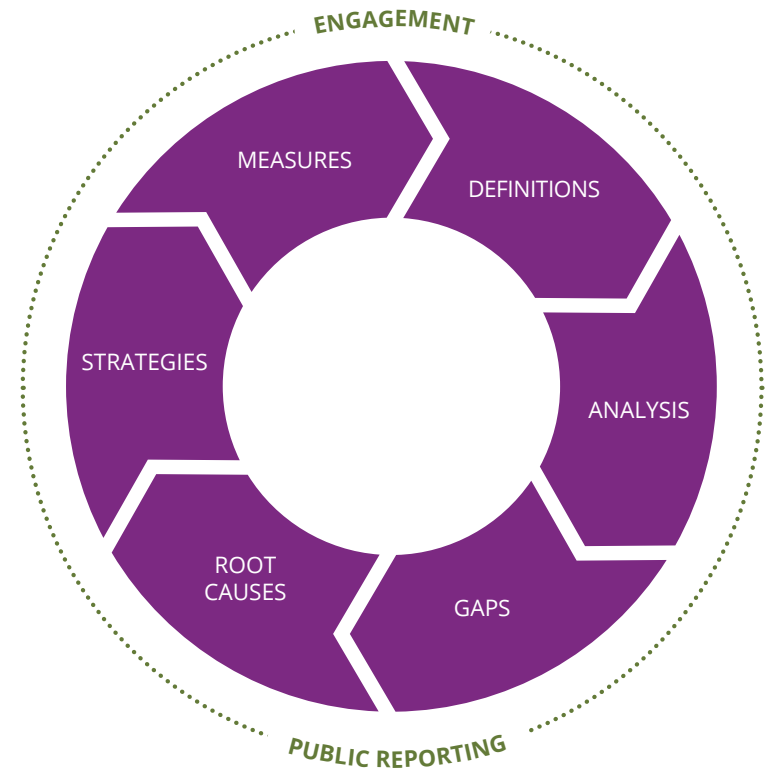 ENGAGEMENT
MEASURES
DEFINITIONS
STRATEGIES
ANALYSIS
ROOT
CAUSES
GAPS
PUBLIC REPORTING